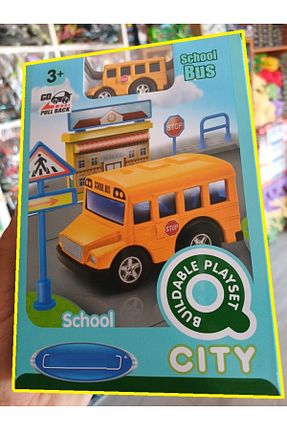 3+
School
Bus
GO
PULL BACK
STOP
SCHOOL BUS
STOP
School
BUILDABLE PLAYSET
CITY